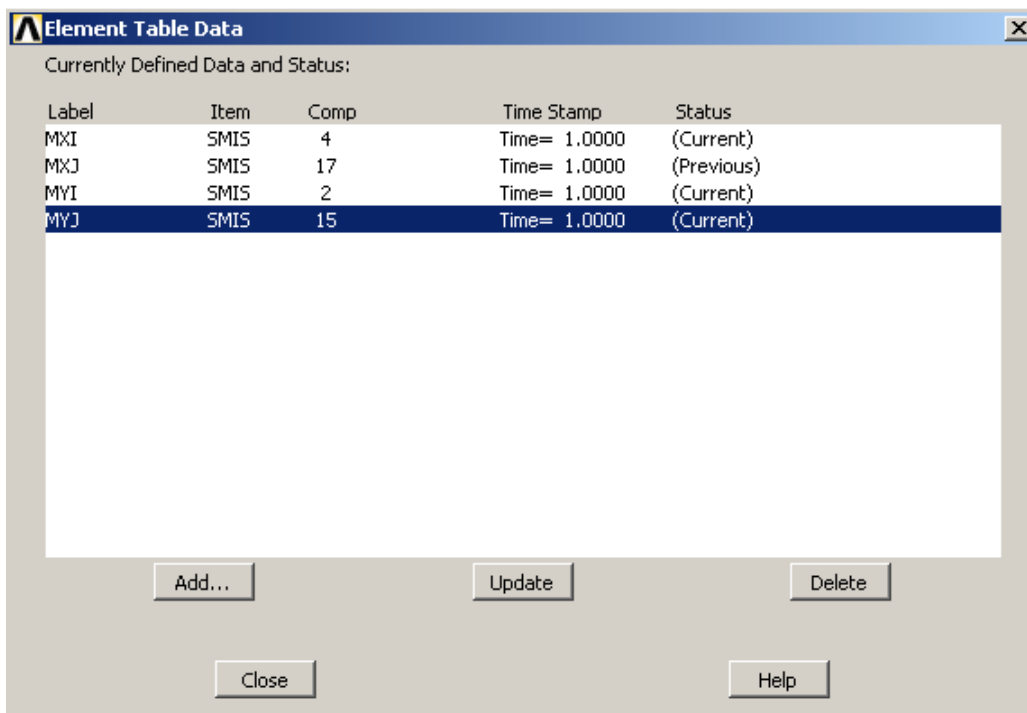 Element Table Data
Currently Defined Data and Status:
Label Item Comp Time Stamp Status
MXI SMIS 4 Time= 1.0000 (Current)
MXJ SMIS 17 Time= 1.0000 (Previous)
MYI SMIS 2 Time= 1.0000 (Current)
MYJ SMIS 15 Time= 1.0000 (Current)
Add... Update Delete
Close Help